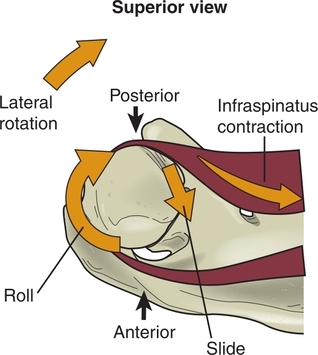 Superior view
Lateral
rotation
Posterior
Infraspinatus
contraction
Roll
Anterior
Slide